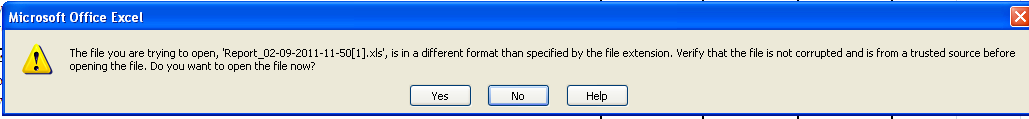 Microsoft Office Excel
The file you are trying to open, 'Report_02-09-2011-11-50[1].xls', is in a different format than specified by the file extension. Verify that the file is not corrupted and is from a trusted source before
opening the file. Do you want to open the file now?
Yes No Help